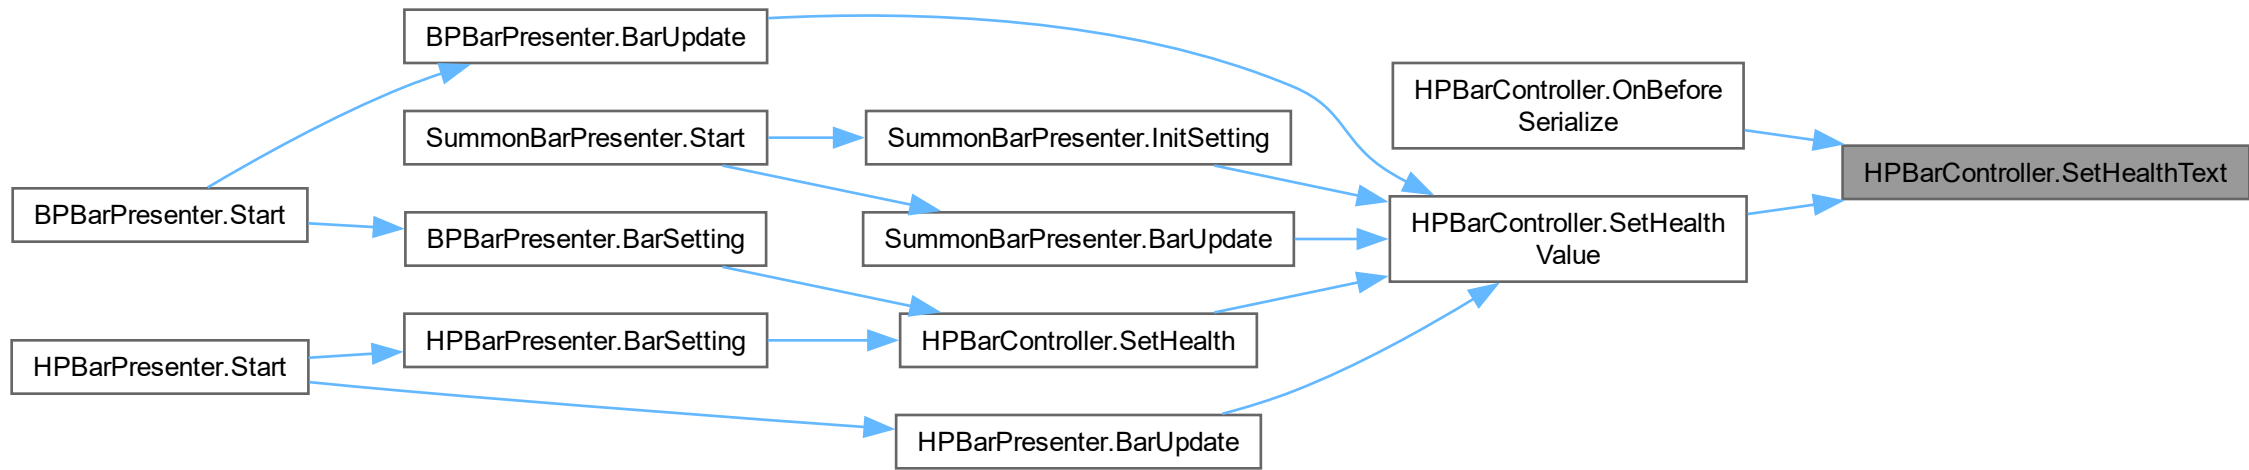 BPBarPresenter.BarUpdate
HPBarController.OnBefore
Serialize
SummonBarPresenter.Start
SummonBarPresenter.InitSetting
HPBarController.SetHealthText
BPBarPresenter.Start
BPBarPresenter.BarSetting
SummonBarPresenter.BarUpdate
HPBarController.SetHealth
Value
HPBarPresenter.Start
HPBarPresenter.BarSetting
HPBarController.SetHealth
HPBarPresenter.BarUpdate